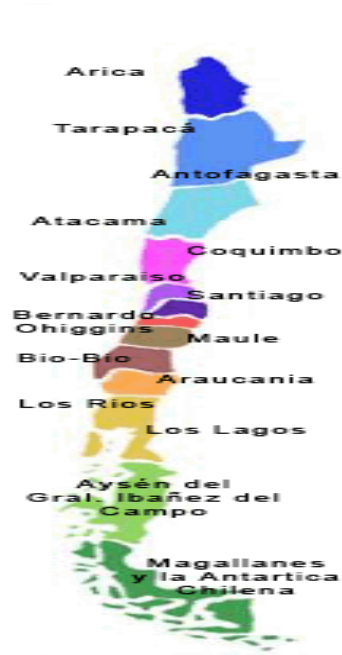 Arica
Tarapacá
Antofagasta
Atacama
Coquimbo
Valparaiso
Santiago
Bernardo
Ohiggins
Maule
Bio-Bio
Araucania
Los Rios
Los Lagos
Aysén del
Gral. Ibañez del
Campo
Magallanes
y la Antartica
Chilena